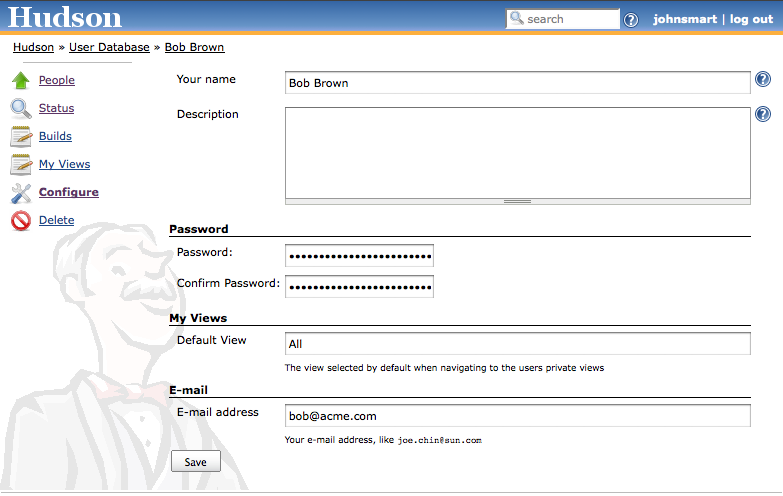 Hudson
search
johnsmart | log out
Hudson » User Database » Bob Brown
People
Status
Builds
My Views
Configure
Delete
Your name
Bob Brown
Description
Password
Password:
Confirm Password:
My Views
Default View
All
The view selected by default when navigating to the users private views
E-mail
E-mail address
bob@acme.com
Your e-mail address, like joe.chin@sun.com
Save